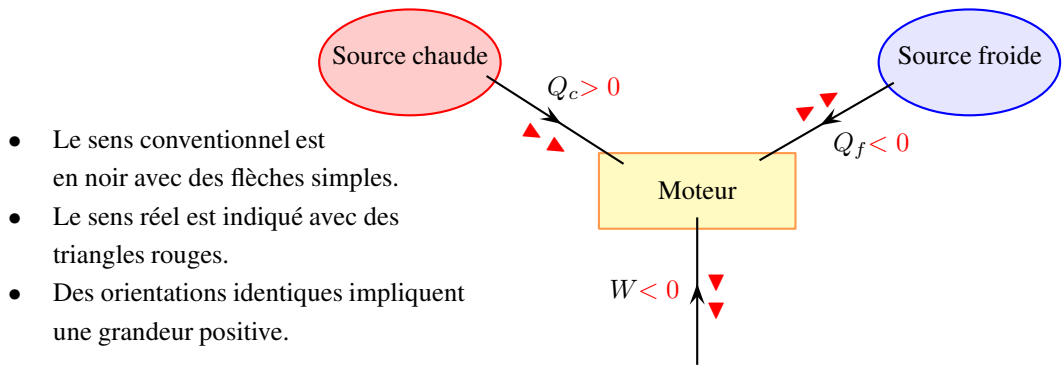 Source chaude
Source froide
Q_c > 0
Q_f < 0
• Le sens conventionnel est
en noir avec des flèches simples.
Moteur
• Le sens réel est indiqué avec des
triangles rouges.
• Des orientations identiques impliquent
une grandeur positive.
W < 0